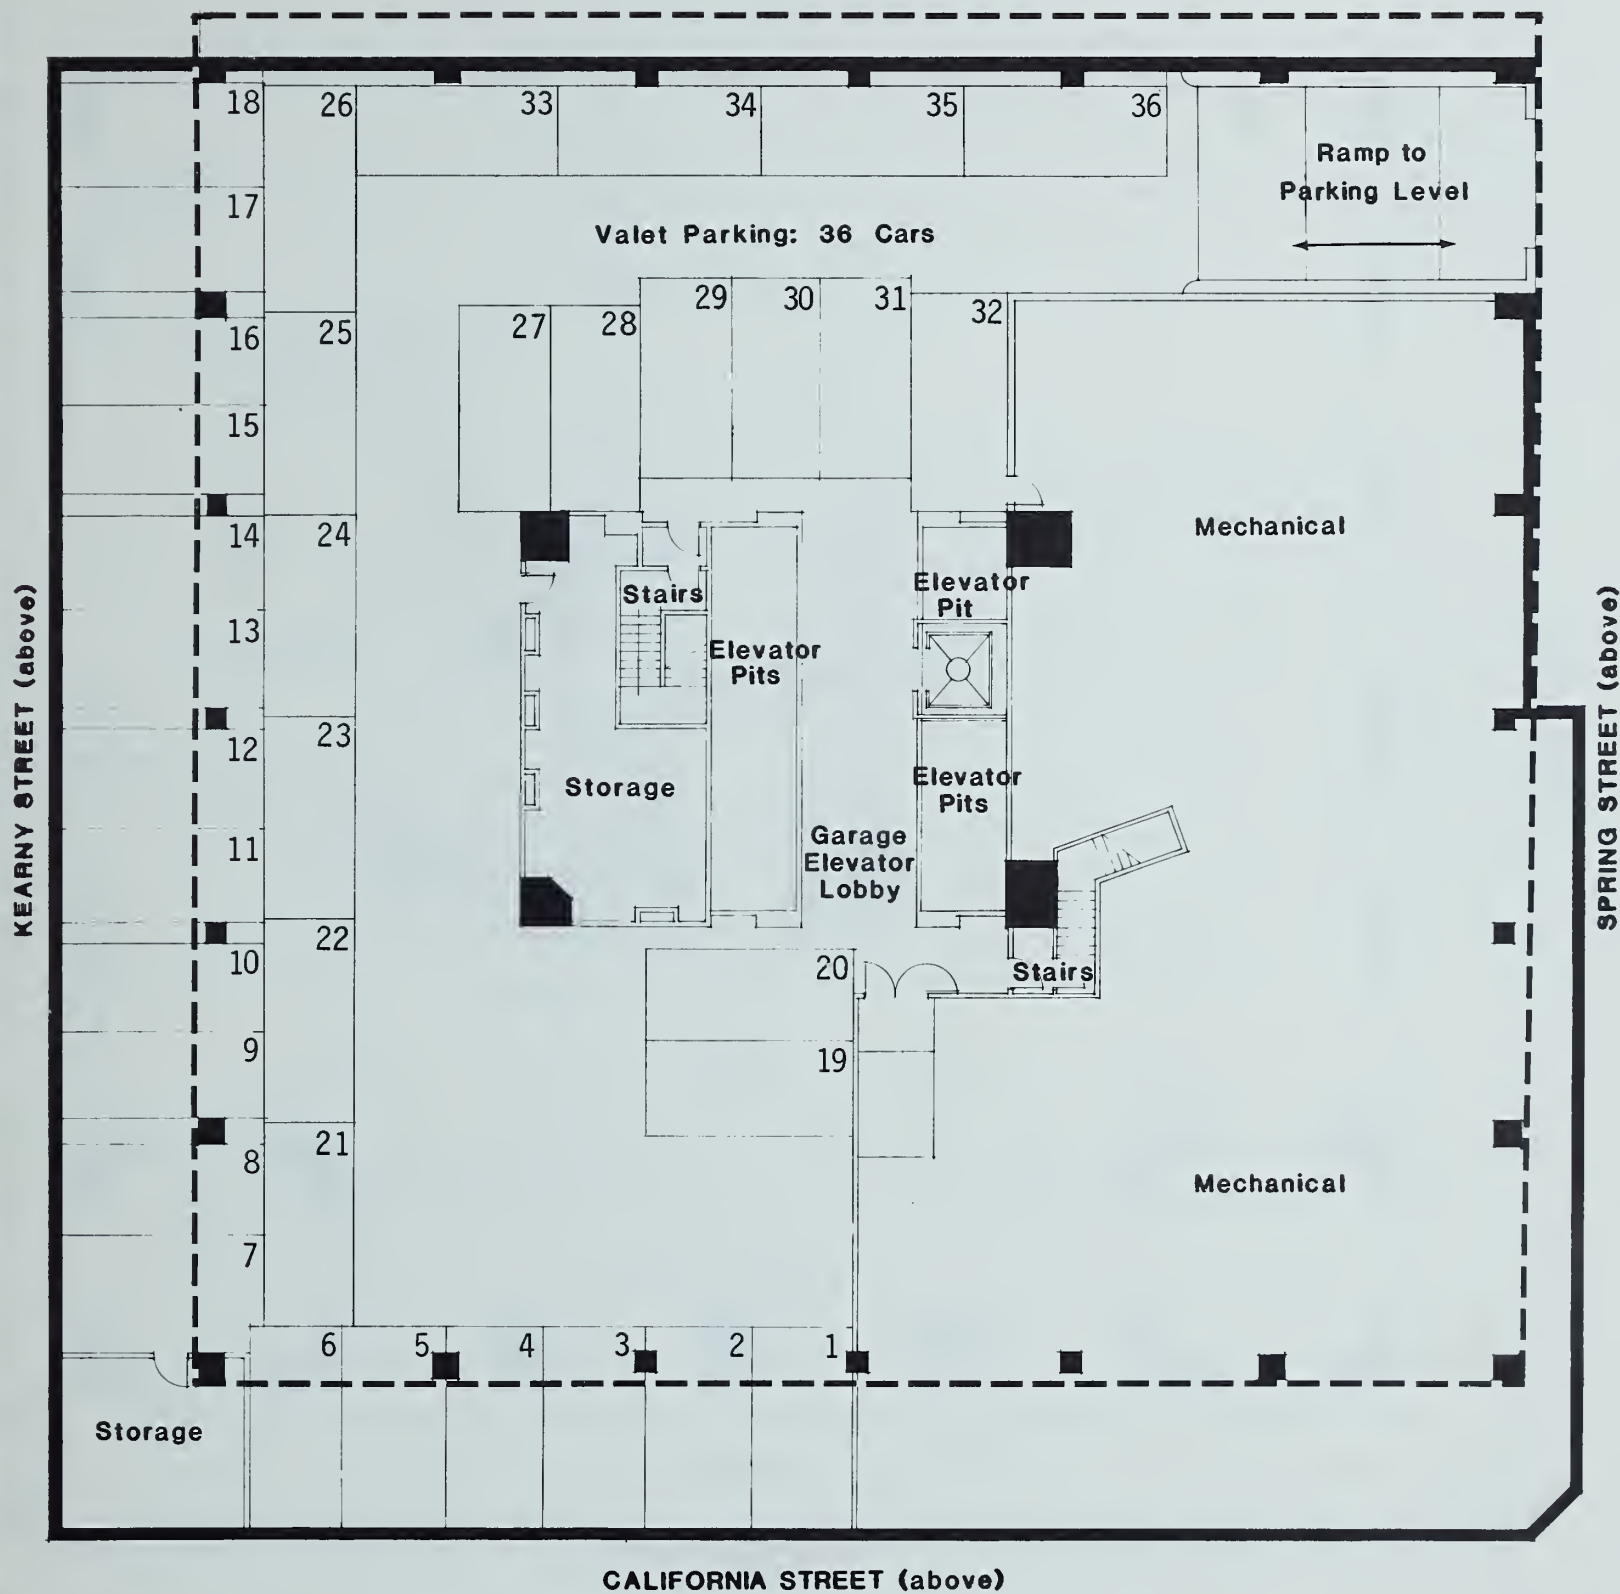 18 26 33 34 35 36
Ramp to
Parking Level
17
Valet Parking: 36 Cars
29 30 31
32
27 28
16 25
15
14 24
Mechanical
Elevator
Pit
Stairs
13
Elevator
Pits
12 23
Storage
Elevator
Pits
11
Garage
Elevator
Lobby
22
10
20
Stairs
9
19
8 21
Mechanical
7
6 5 4 3 2 1
Storage
KEARNY STREET (above)
SPRING STREET (above)
CALIFORNIA STREET (above)